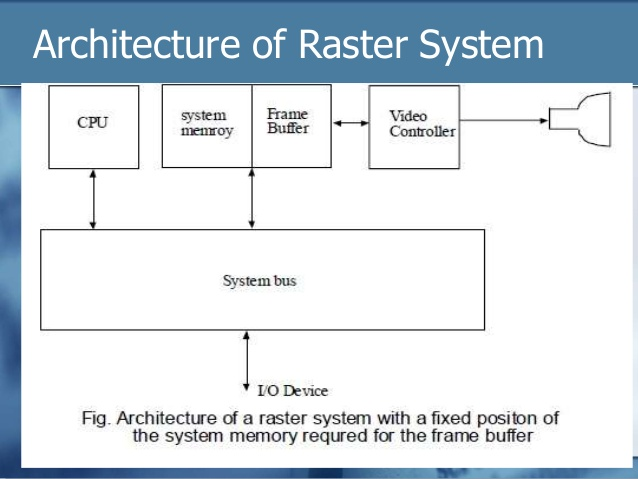 Architecture of Raster System
CPU
system
memroy
Frame
Buffer
Video
Controller
System bus
I/O Device
Fig. Architecture of a raster system with a fixed positon of
the system memory requred for the frame buffer